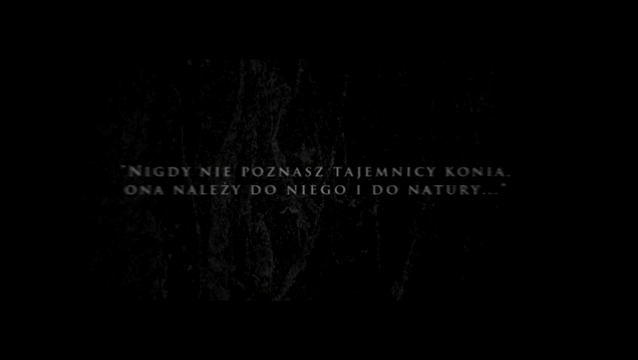 "Nigdy nie poznasz tajemnicy konia.
ona należy do niego i do natury..."